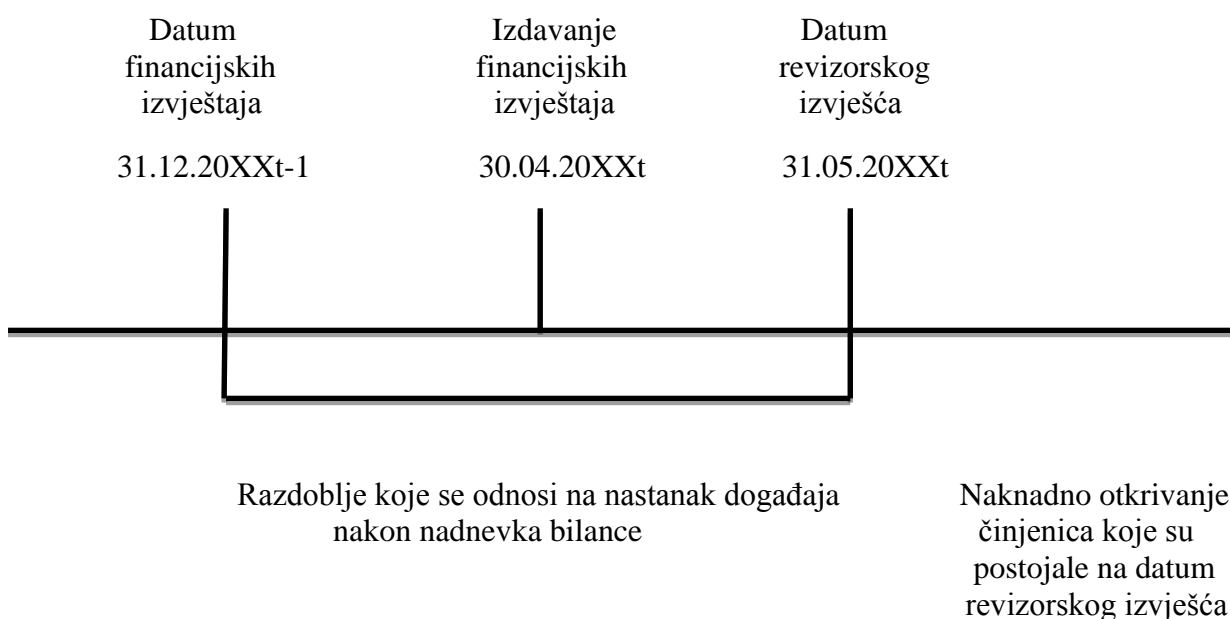 Datum
financijskih
izvještaja
31.12.20XXt-1
Izdavanje
financijskih
izvještaja
30.04.20XXt
Datum
revizorskog
izvješća
31.05.20XXt
Razdoblje koje se odnosi na nastanak događaja
nakon nadnevka bilance
Naknadno otkrivanje
činjenica koje su
postojale na datum
revizorskog izvješća